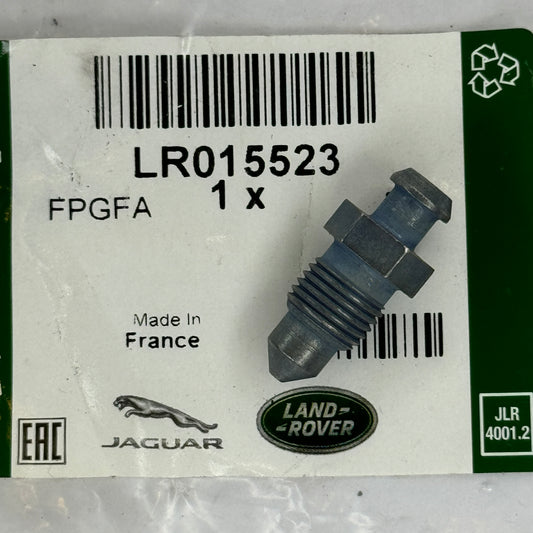 LR015523
1 x
FPGFA
Made In
France
EAC
JAGUAR
LAND-
-ROVER
JLR
4001.2